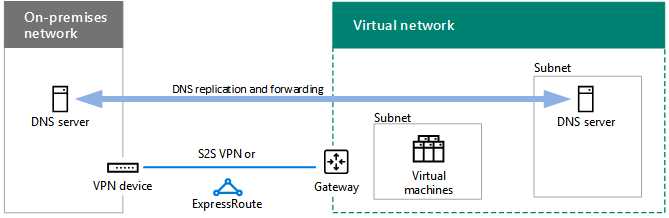 On-premises
network
Virtual network
Subnet
DNS replication and forwarding
DNS server
DNS server
Subnet
S2S VPN or
Virtual
machines
VPN device
Gateway
ExpressRoute